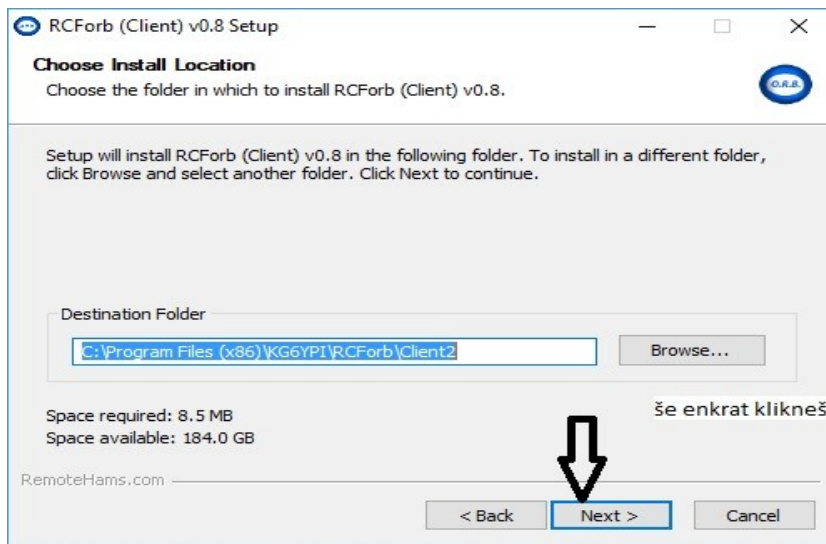 RCForb (Client) v0.8 Setup
Choose Install Location
Choose the folder in which to install RCForb (Client) v0.8.
O.R.B.
Setup will install RCForb (Client) v0.8 in the following folder. To install in a different folder,
click Browse and select another folder. Click Next to continue.
Destination Folder
C:\Program Files (x86)\KG6YPI\RCForb\Client2
Browse...
še enkrat klikneš
Space required: 8.5 MB
Space available: 184.0 GB
RemoteHams.com
< Back
Next >
Cancel